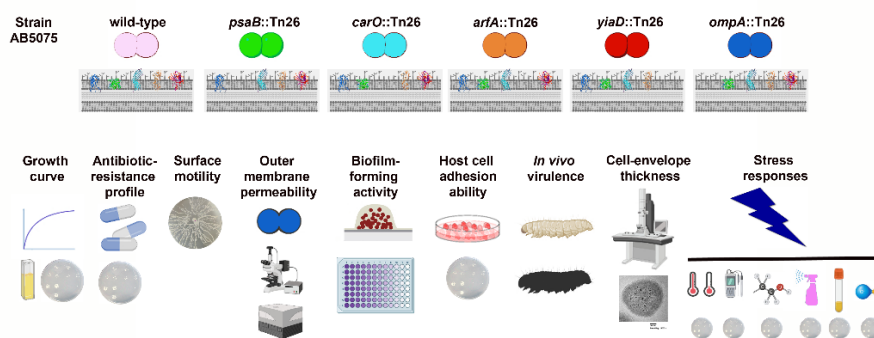 Strain
AB5075
wild-type
psaB::Tn26
carO::Tn26
arfA::Tn26
yiaD::Tn26
ompA::Tn26
Growth
curve
Antibiotic-
resistance
profile
Surface
motility
Outer
membrane
permeability
Biofilm-
forming
activity
Host cell
adhesion
ability
In vivo
virulence
Cell-envelope
thickness
Stress
responses